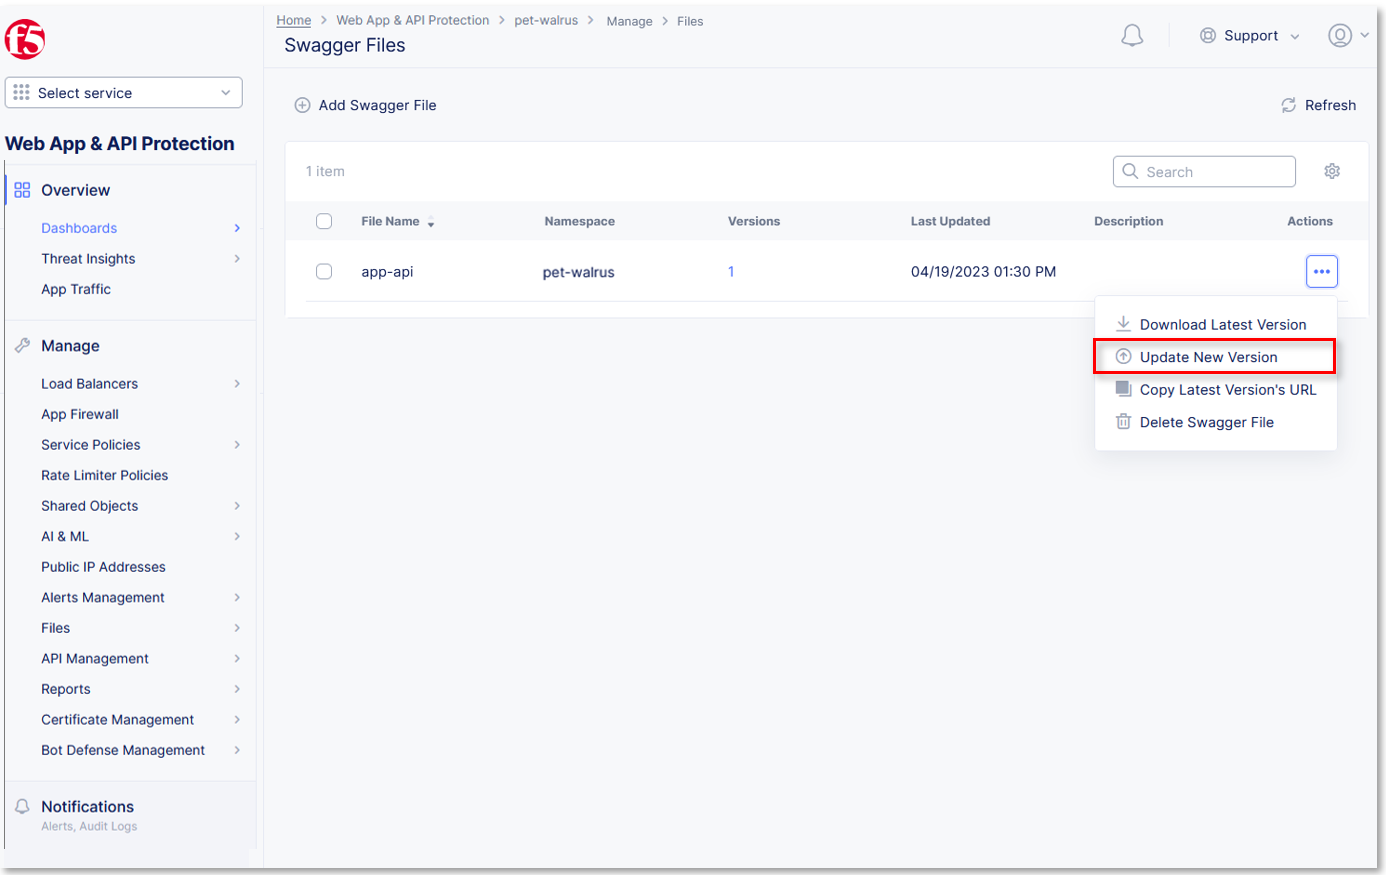 f5
Home > Web App & API Protection > pet-walrus > Manage > Files
Swagger Files
Support
Select service
Add Swagger File
Refresh
Web App & API Protection
1 item
Search
Overview
Dashboards
Threat Insights
App Traffic
File Name Namespace Versions Last Updated Description Actions
app-api pet-walrus 1 04/19/2023 01:30 PM
Download Latest Version
Update New Version
Copy Latest Version's URL
Delete Swagger File
Manage
Load Balancers
App Firewall
Service Policies
Rate Limiter Policies
Shared Objects
AI & ML
Public IP Addresses
Alerts Management
Files
API Management
Reports
Certificate Management
Bot Defense Management
Notifications
Alerts, Audit Logs